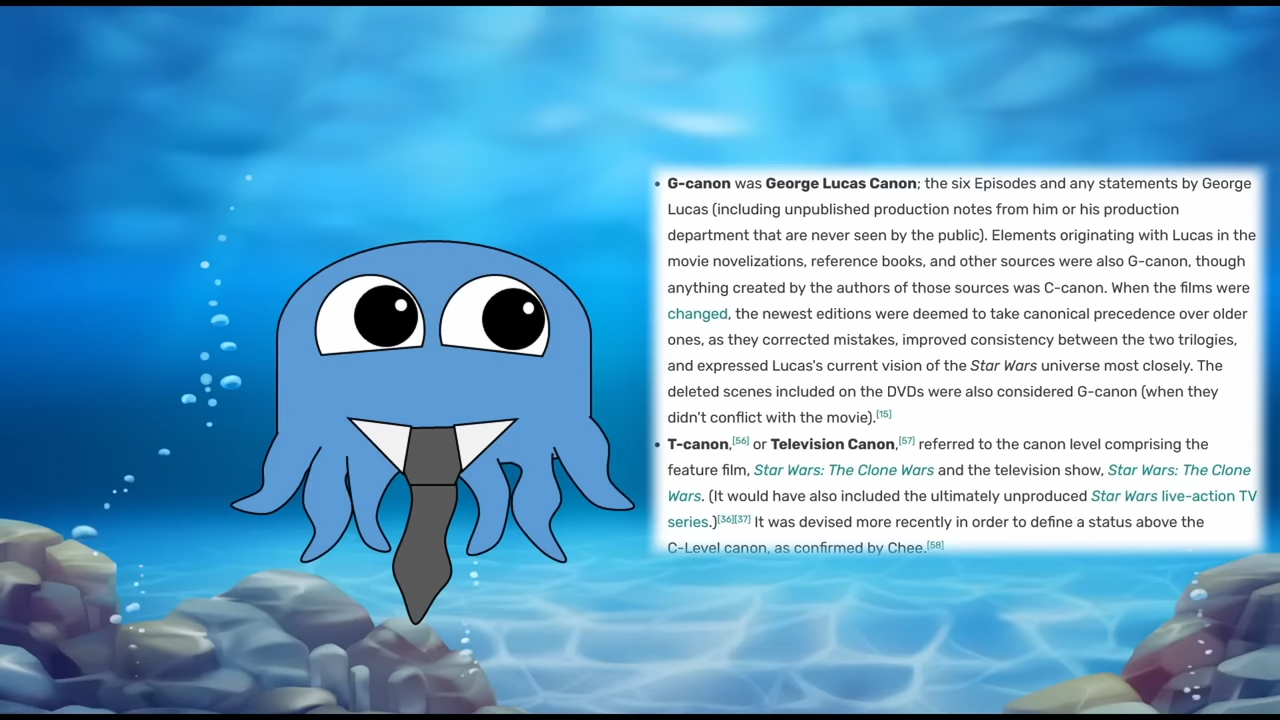 • G-canon was George Lucas Canon; the six Episodes and any statements by George
Lucas (including unpublished production notes from him or his production
department that are never seen by the public). Elements originating with Lucas in the
movie novelizations, reference books, and other sources were also G-canon, though
anything created by the authors of those sources was C-canon. When the films were
changed, the newest editions were deemed to take canonical precedence over older
ones, as they corrected mistakes, improved consistency between the two trilogies,
and expressed Lucas's current vision of the Star Wars universe most closely. The
deleted scenes included on the DVDs were also considered G-canon (when they
didn't conflict with the movie).[15]
• T-canon,[56] or Television Canon,[57] referred to the canon level comprising the
feature film, Star Wars: The Clone Wars and the television show, Star Wars: The Clone
Wars. (It would have also included the ultimately unproduced Star Wars live-action TV
series.)[36][37] It was devised more recently in order to define a status above the
C-Level canon, as confirmed by Chee.[58]